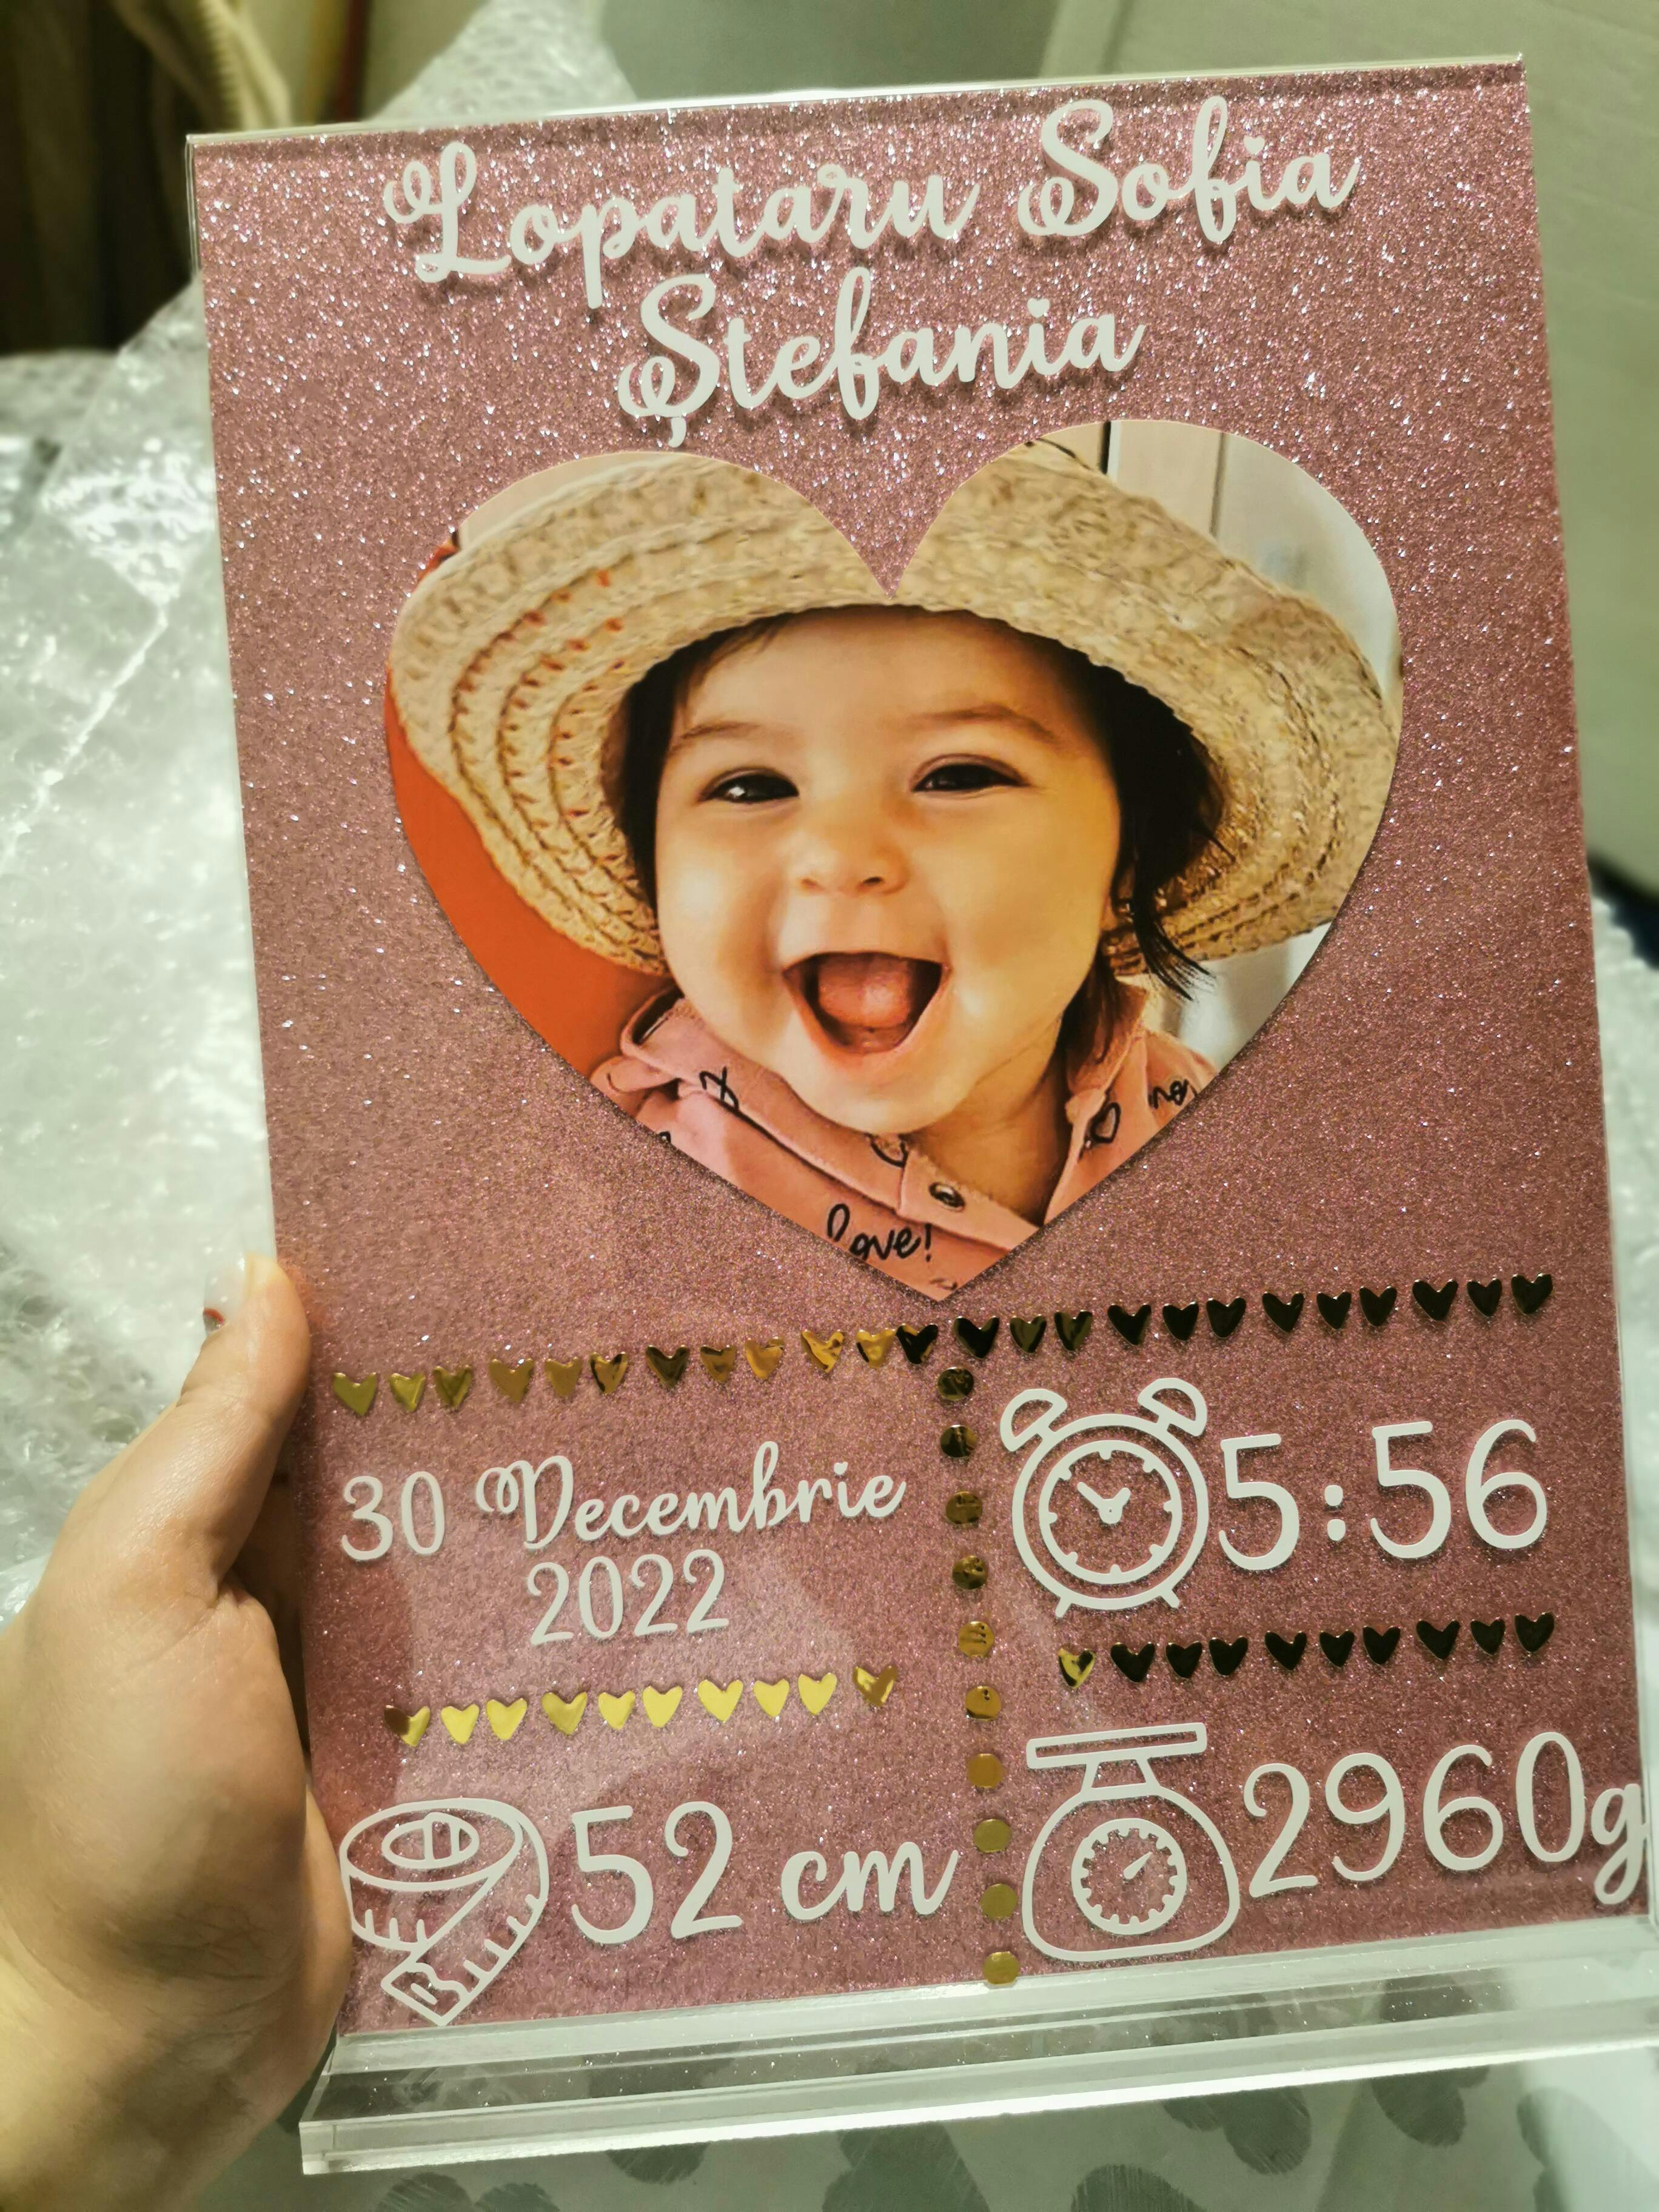 Lopataru Sofia
Ștefania
love!
30 Decembrie
2022
5:56
52 cm
2960g